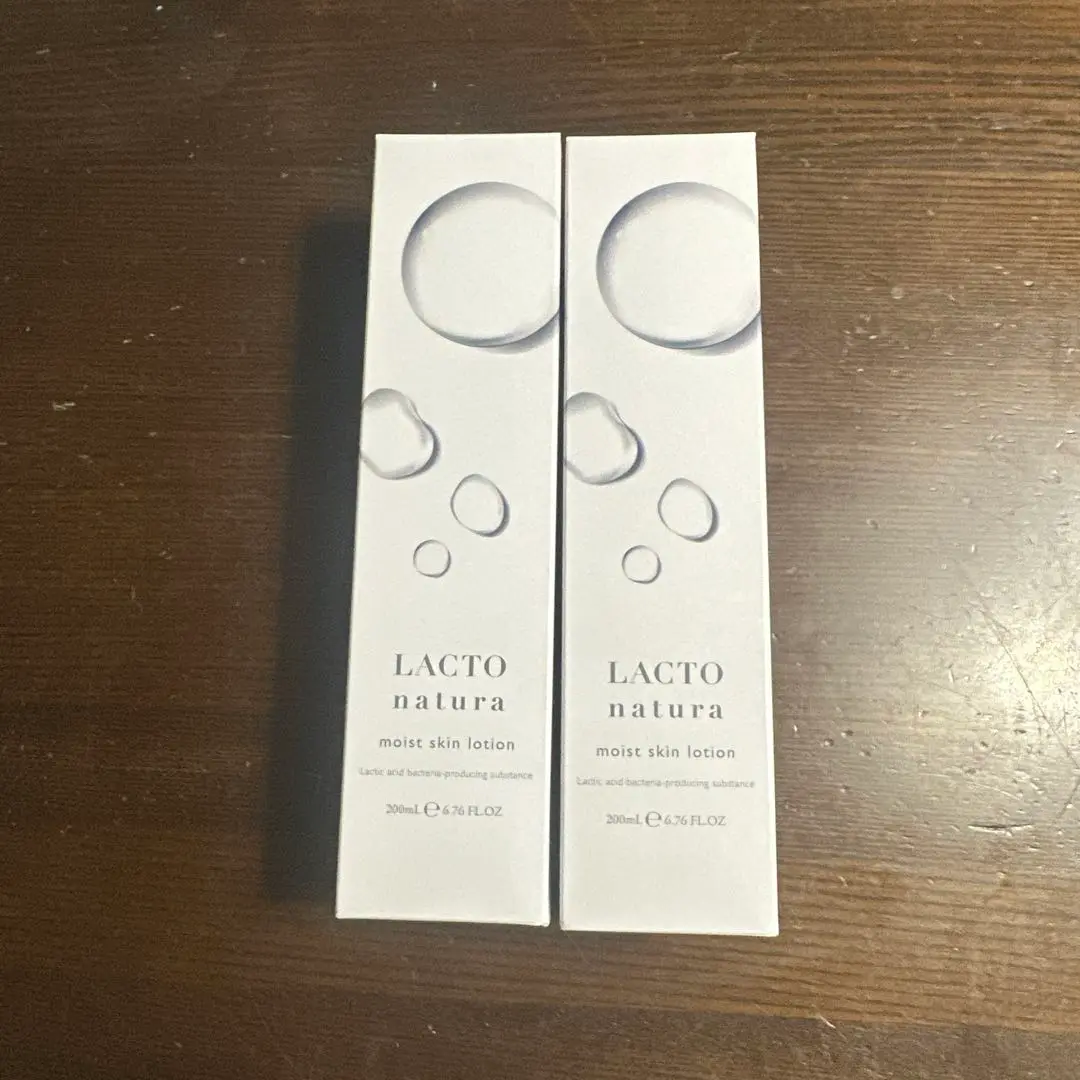 LACTO
natura
moist skin lotion
Lactic acid bacteria-producing substance
200mL ℮ 6.76 FL.OZ
LACTO
natura
moist skin lotion
Lactic acid bacteria-producing substance
200mL ℮ 6.76 FL.OZ